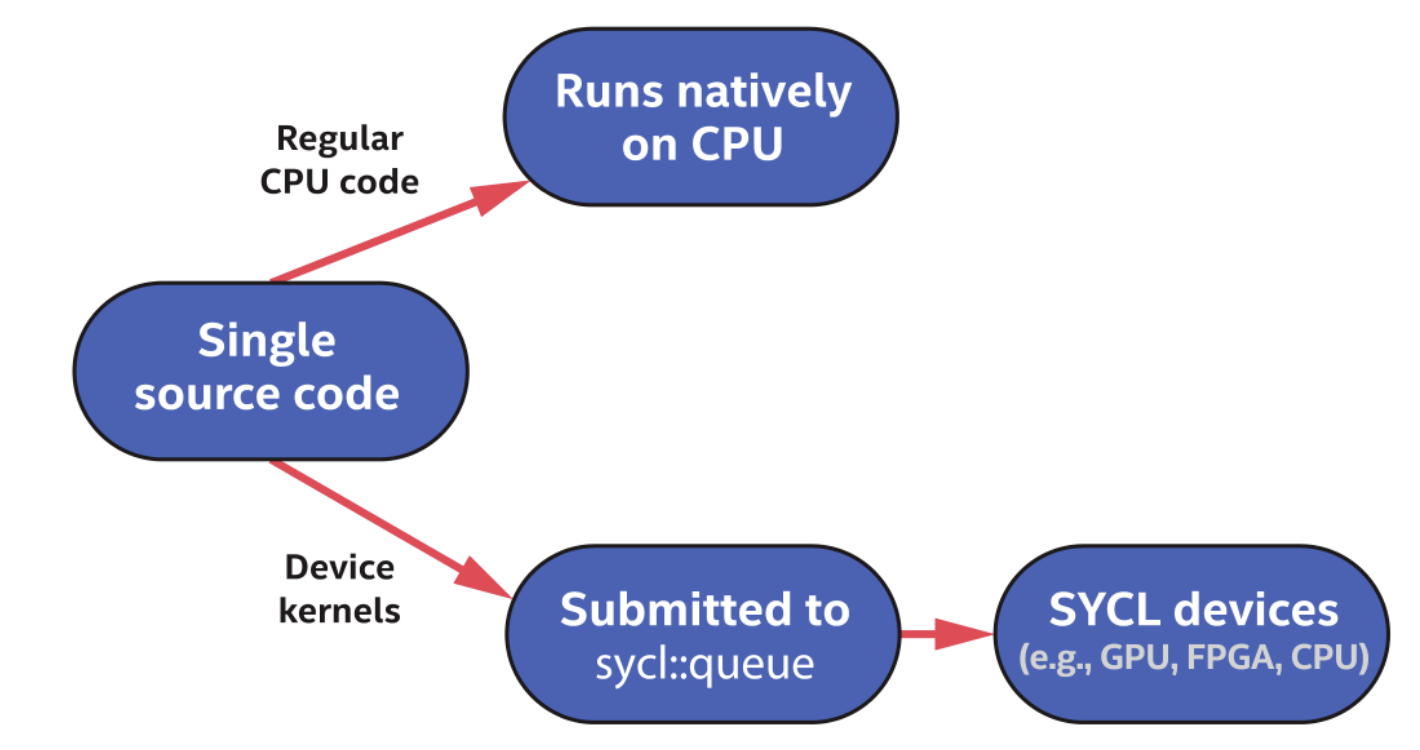 Runs natively
on CPU
Regular
CPU code
Single
source code
Device
kernels
Submitted to
sycl::queue
SYCL devices
(e.g., GPU, FPGA, CPU)